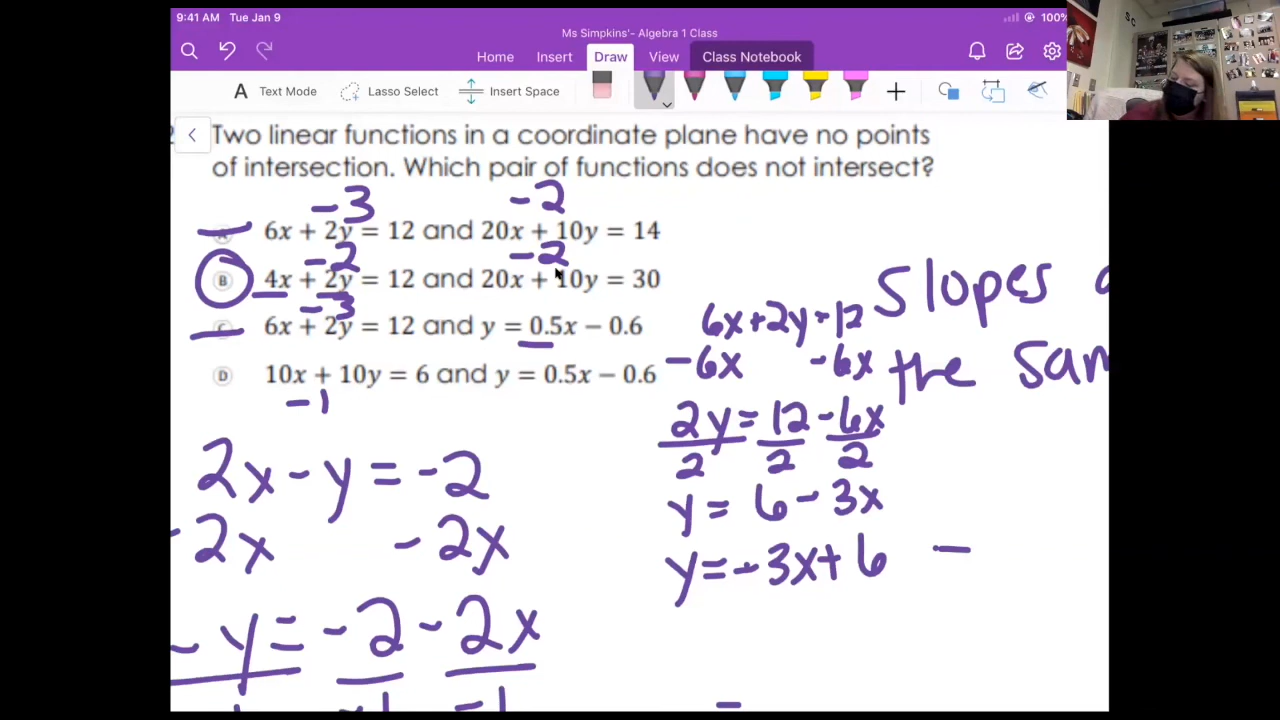 9:41 AM Tue Jan 9
100%
Ms Simpkins'- Algebra 1 Class
Home Insert Draw View Class Notebook
Text Mode Lasso Select Insert Space
Two linear functions in a coordinate plane have no points
of intersection. Which pair of functions does not intersect?
-3 -2
6x + 2y = 12 and 20x + 10y = 14
-2 -2
B 4x + 2y = 12 and 20x + 10y = 30
-3
C 6x + 2y = 12 and y = 0.5x − 0.6
D 10x + 10y = 6 and y = 0.5x − 0.6
-1
2x - y = -2
-2x -2x
- y = -2 - 2x
-1 -1
6x+2y=12
-6x -6x
2y = 12 - 6x
2 2 2
y = 6 - 3x
y = -3x + 6 -
Slopes
the
SC